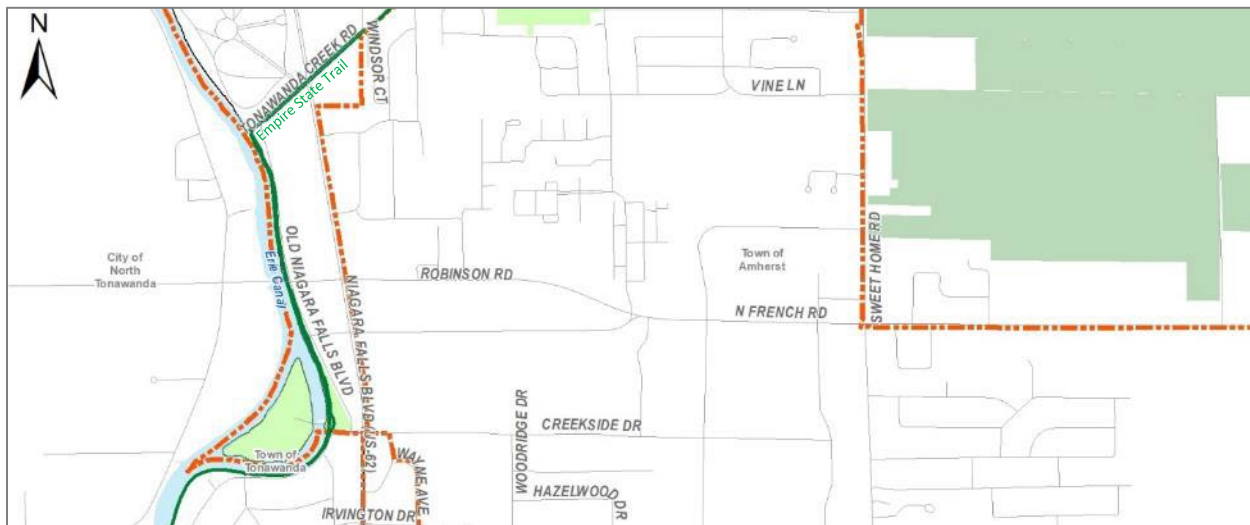 N
TONAWANDA CREEK RD
Empire State Trail
WINDSOR CT
VINE LN
City of
North
Tonawanda
Erie Canal
OLD NIAGARA FALLS BLVD
NIAGARA FALLS BLVD (US-62)
ROBINSON RD
Town of
Amherst
SWEET HOME RD
N FRENCH RD
Town of
Tonawanda
WAYNE AVE
WOODRIDGE DR
CREEKSIDE DR
HAZELWOOD DR
IRVINGTON DR